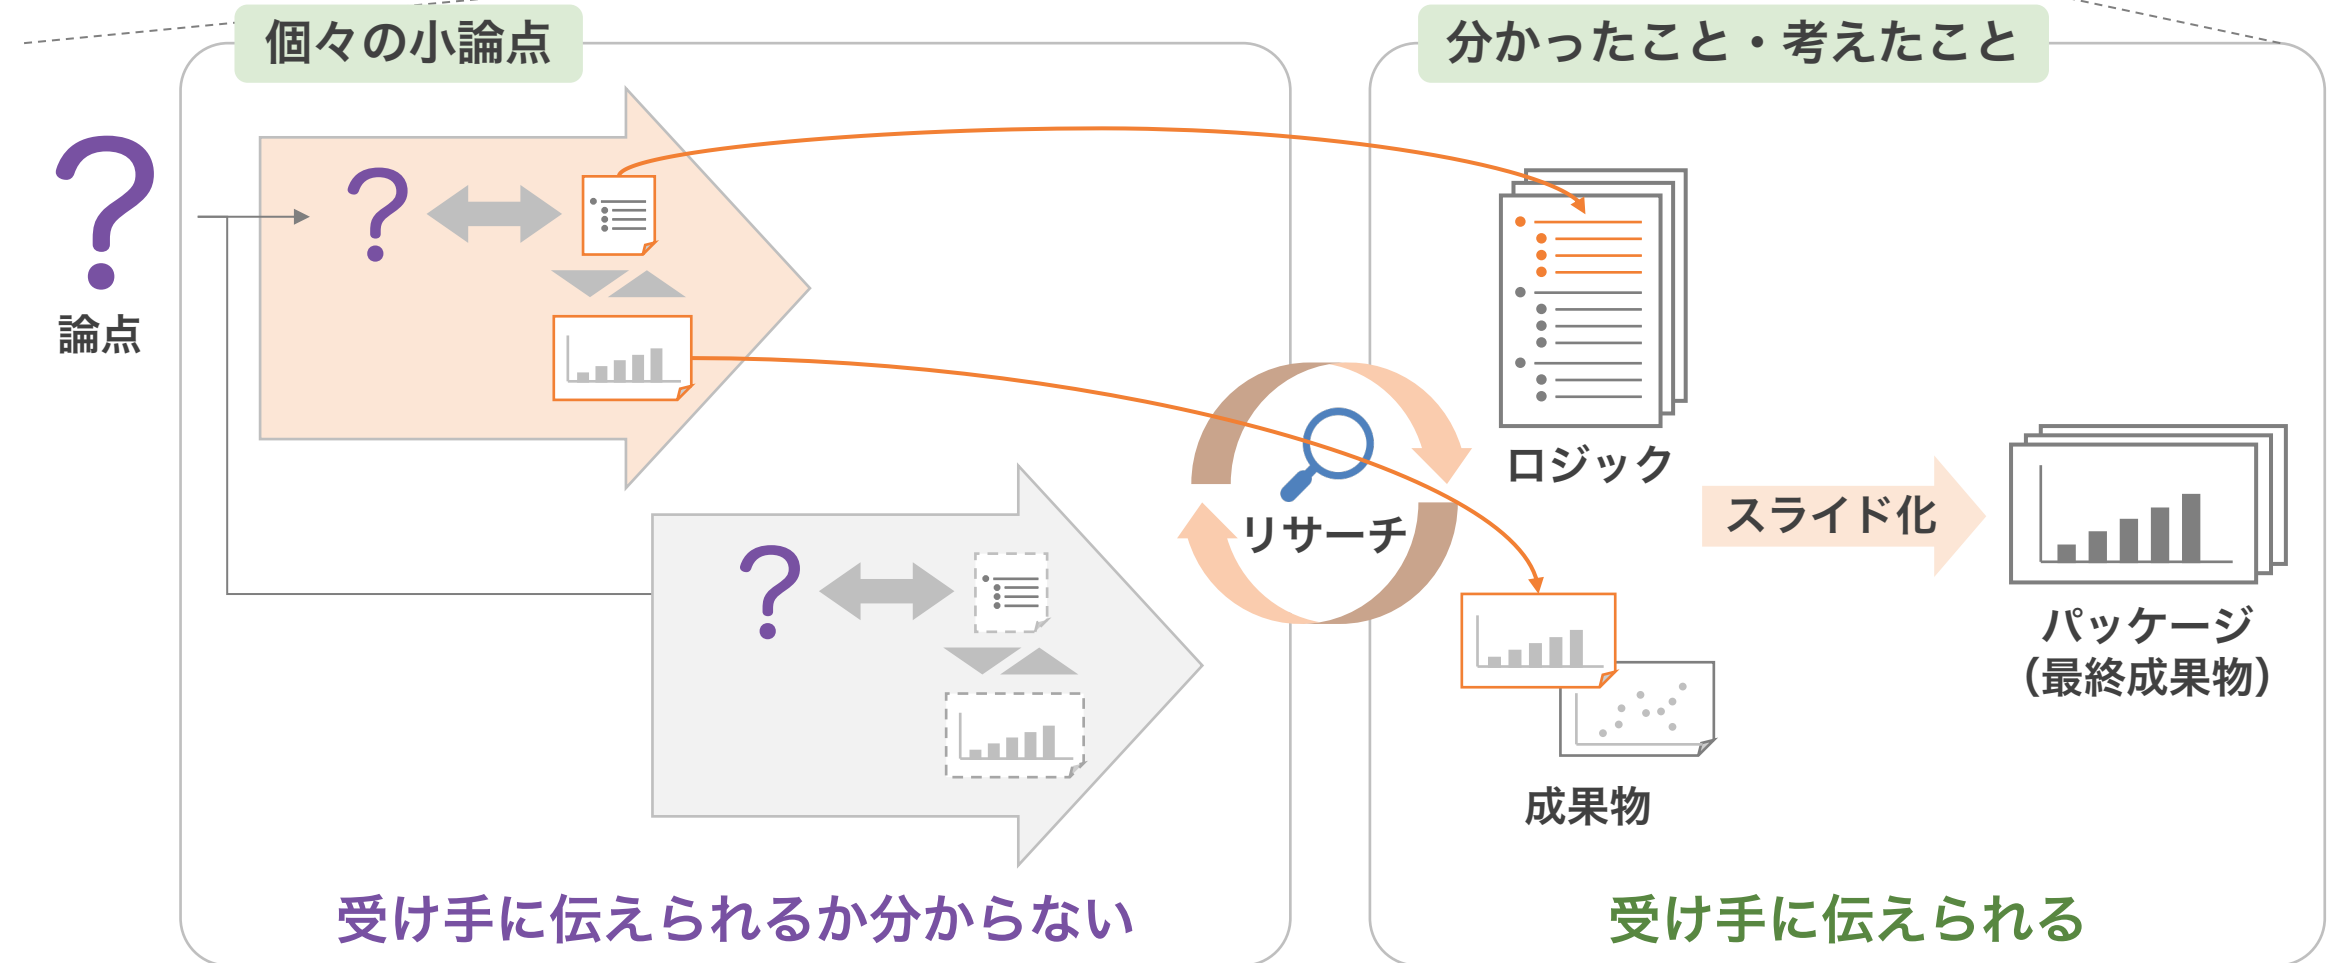 個々の小論点
分かったこと・考えたこと
論点
ロジック
リサーチ
スライド化
パッケージ
（最終成果物）
成果物
受け手に伝えられるか分からない
受け手に伝えられる